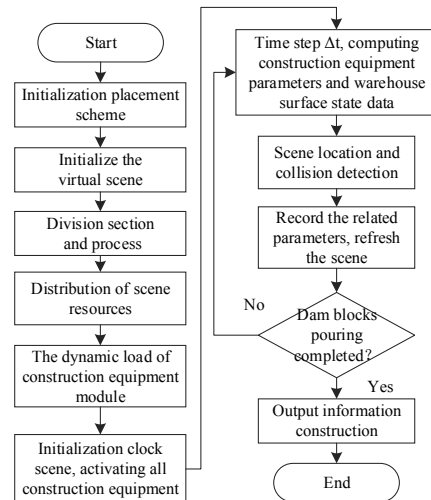 Start
Initialization placement
scheme
Initialize the
virtual scene
Division section
and process
Distribution of scene
resources
The dynamic load of
construction equipment
module
Initialization clock
scene, activating all
construction equipment
Time step Δt, computing
construction equipment
parameters and warehouse
surface state data
Scene location and
collision detection
Record the related
parameters, refresh
the scene
No
Dam blocks
pouring
completed?
Yes
Output information
construction
End